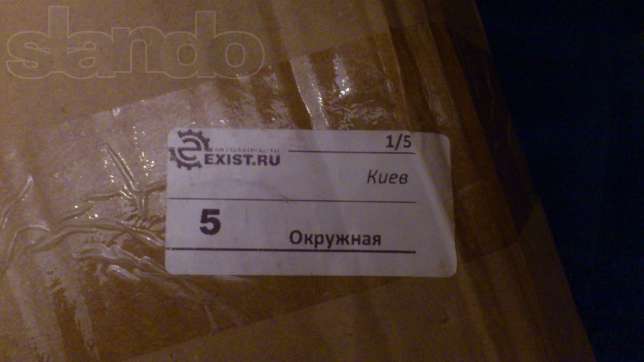 slando
1/5
EXIST.RU
Киев
5
Окружная